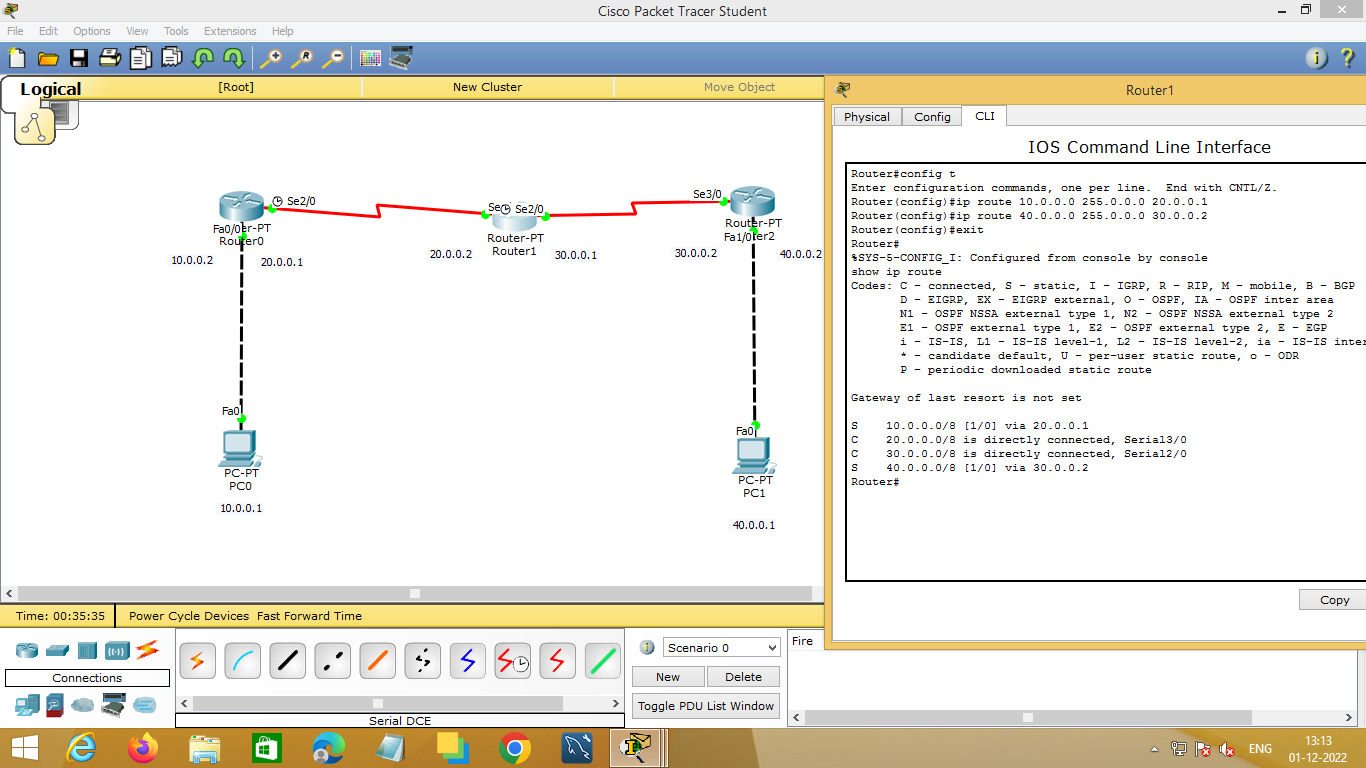 Cisco Packet Tracer Student
File Edit Options View Tools Extensions Help
Logical
[Root]
New Cluster
Move Object
Router1
Physical Config CLI
IOS Command Line Interface
Router#config t
Enter configuration commands, one per line.  End with CNTL/Z.
Router(config)#ip route 10.0.0.0 255.0.0.0 20.0.0.1
Router(config)#ip route 40.0.0.0 255.0.0.0 30.0.0.2
Router(config)#exit
Router#
%SYS-5-CONFIG_I: Configured from console by console
show ip route
Codes: C - connected, S - static, I - IGRP, R - RIP, M - mobile, B - BGP
D - EIGRP, EX - EIGRP external, O - OSPF, IA - OSPF inter area
N1 - OSPF NSSA external type 1, N2 - OSPF NSSA external type 2
E1 - OSPF external type 1, E2 - OSPF external type 2, E - EGP
i - IS-IS, L1 - IS-IS level-1, L2 - IS-IS level-2, ia - IS-IS inter
* - candidate default, U - per-user static route, o - ODR
P - periodic downloaded static route
Gateway of last resort is not set
S    10.0.0.0/8 [1/0] via 20.0.0.1
C    20.0.0.0/8 is directly connected, Serial3/0
C    30.0.0.0/8 is directly connected, Serial2/0
S    40.0.0.0/8 [1/0] via 30.0.0.2
Router#
Copy
Se2/0
Fa0/0er-PT
Router0
10.0.0.2
20.0.0.1
Se
Se2/0
Router-PT
Router1
20.0.0.2
30.0.0.1
Se3/0
Router-PT
Fa1/0ter2
30.0.0.2
40.0.0.2
Fa0
PC-PT
PC0
10.0.0.1
Fa0
PC-PT
PC1
40.0.0.1
Time: 00:35:35
Power Cycle Devices Fast Forward Time
Connections
Serial DCE
Scenario 0
New
Delete
Toggle PDU List Window
Fire
ENG
13:13
01-12-2022